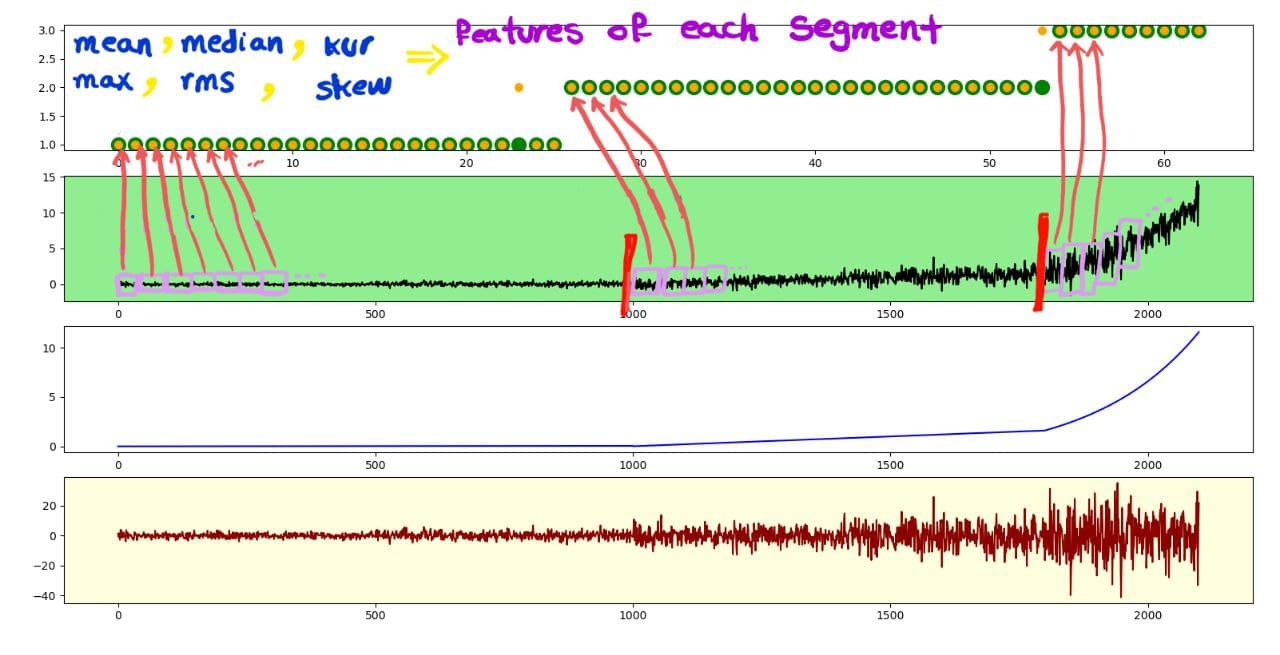 Features of each Segment
mean , median , kur ⇒
max , rms , skew
3.0
2.5
2.0
1.5
1.0
0 10 20 30 40 50 60
15
10
5
0
0 500 1000 1500 2000
10
5
0
0 500 1000 1500 2000
20
0
−20
−40
0 500 1000 1500 2000